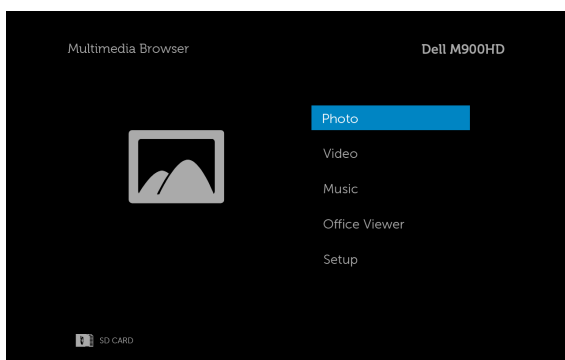 Multimedia Browser
Dell M900HD
Photo
Video
Music
Office Viewer
Setup
SD CARD